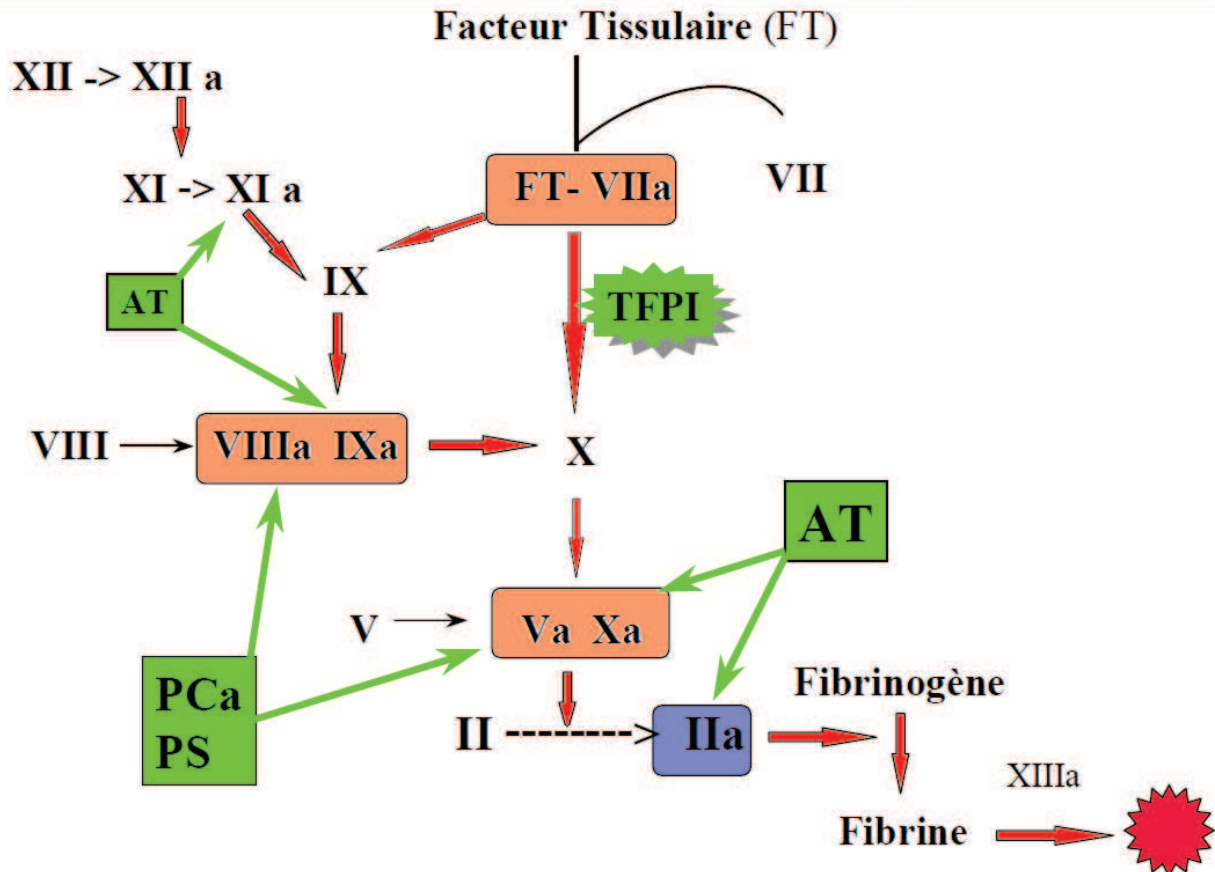 Facteur Tissulaire (FT)
XII -> XII a
XI -> XI a
FT- VIIa
VII
AT
IX
TFPI
VIII
VIIIa IXa
X
AT
V
Va Xa
PCa
PS
II
IIa
Fibrinogène
XIIIa
Fibrine